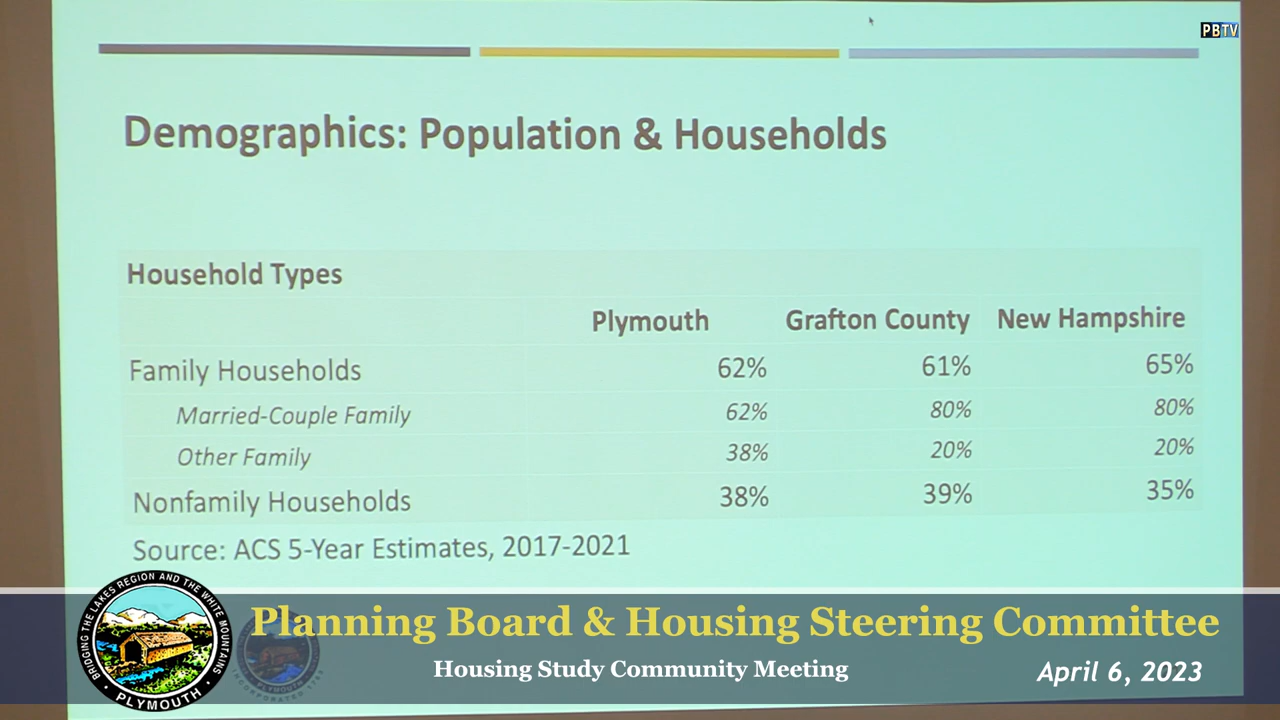 PBTV
Demographics: Population & Households
Household Types
Plymouth Grafton County New Hampshire
Family Households 62% 61% 65%
Married-Couple Family 62% 80% 80%
Other Family 38% 20% 20%
Nonfamily Households 38% 39% 35%
Source: ACS 5-Year Estimates, 2017-2021
BRIDGING THE LAKES REGION AND THE WHITE MOUNTAINS
PLYMOUTH
Planning Board & Housing Steering Committee
Housing Study Community Meeting
April 6, 2023